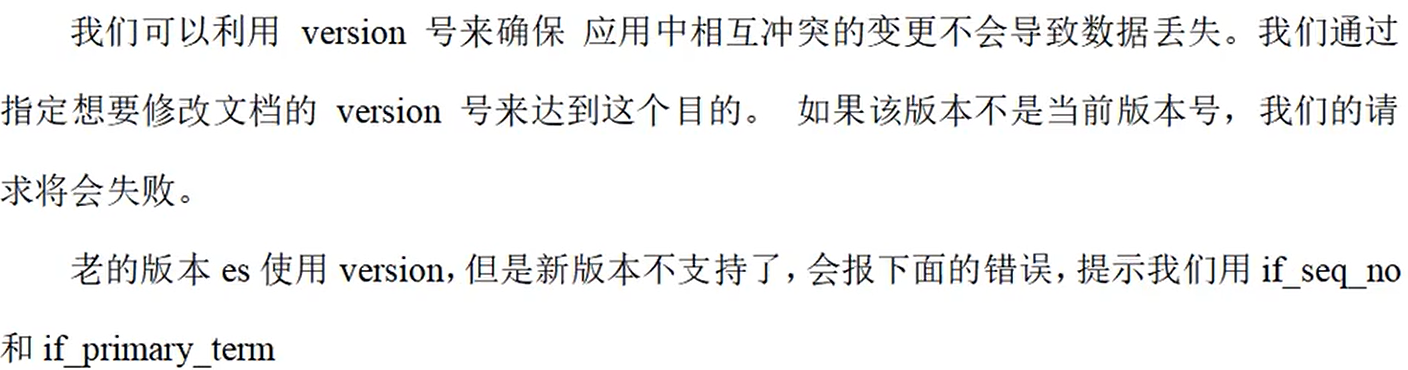 我们可以利用 version 号来确保 应用中相互冲突的变更不会导致数据丢失。我们通过
指定想要修改文档的 version 号来达到这个目的。 如果该版本不是当前版本号，我们的请
求将会失败。
老的版本 es 使用 version，但是新版本不支持了，会报下面的错误，提示我们用 if_seq_no
和 if_primary_term